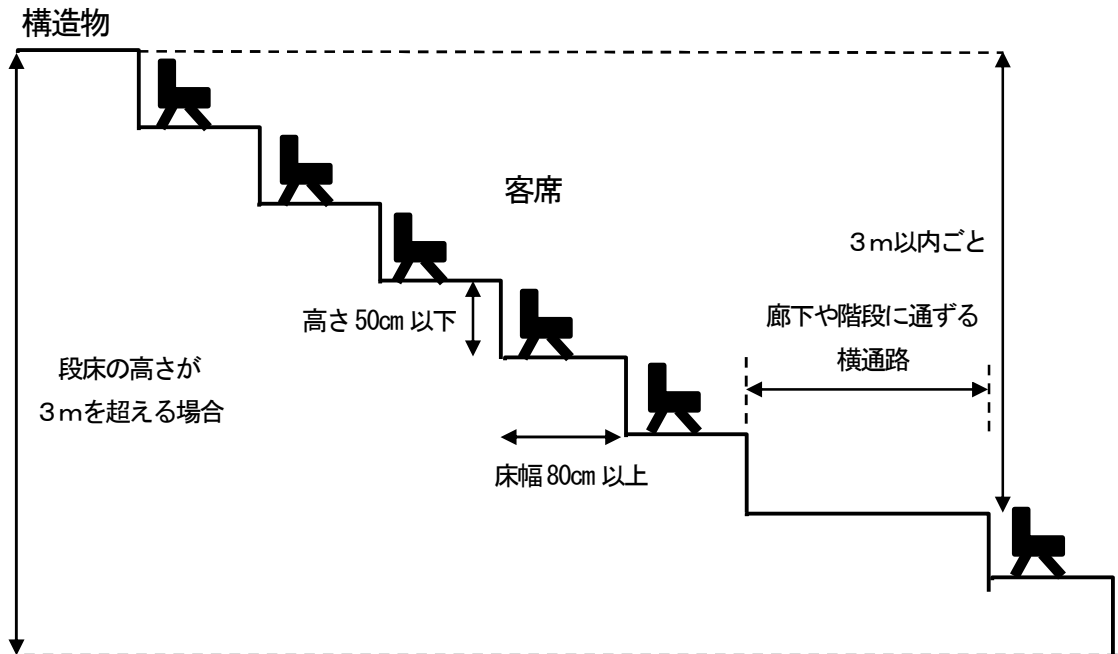 構造物
客席
3m以内ごと
廊下や階段に通ずる
横通路
高さ50cm以下
段床の高さが
3mを超える場合
床幅80cm以上